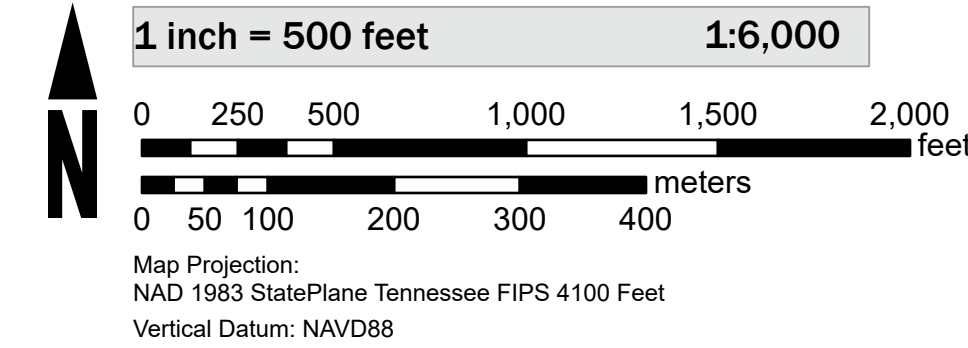 1 inch = 500 feet 1:6,000
0 250 500 1,000 1,500 2,000
feet
meters
0 50 100 200 300 400
N
Map Projection:
NAD 1983 StatePlane Tennessee FIPS 4100 Feet
Vertical Datum: NAVD88